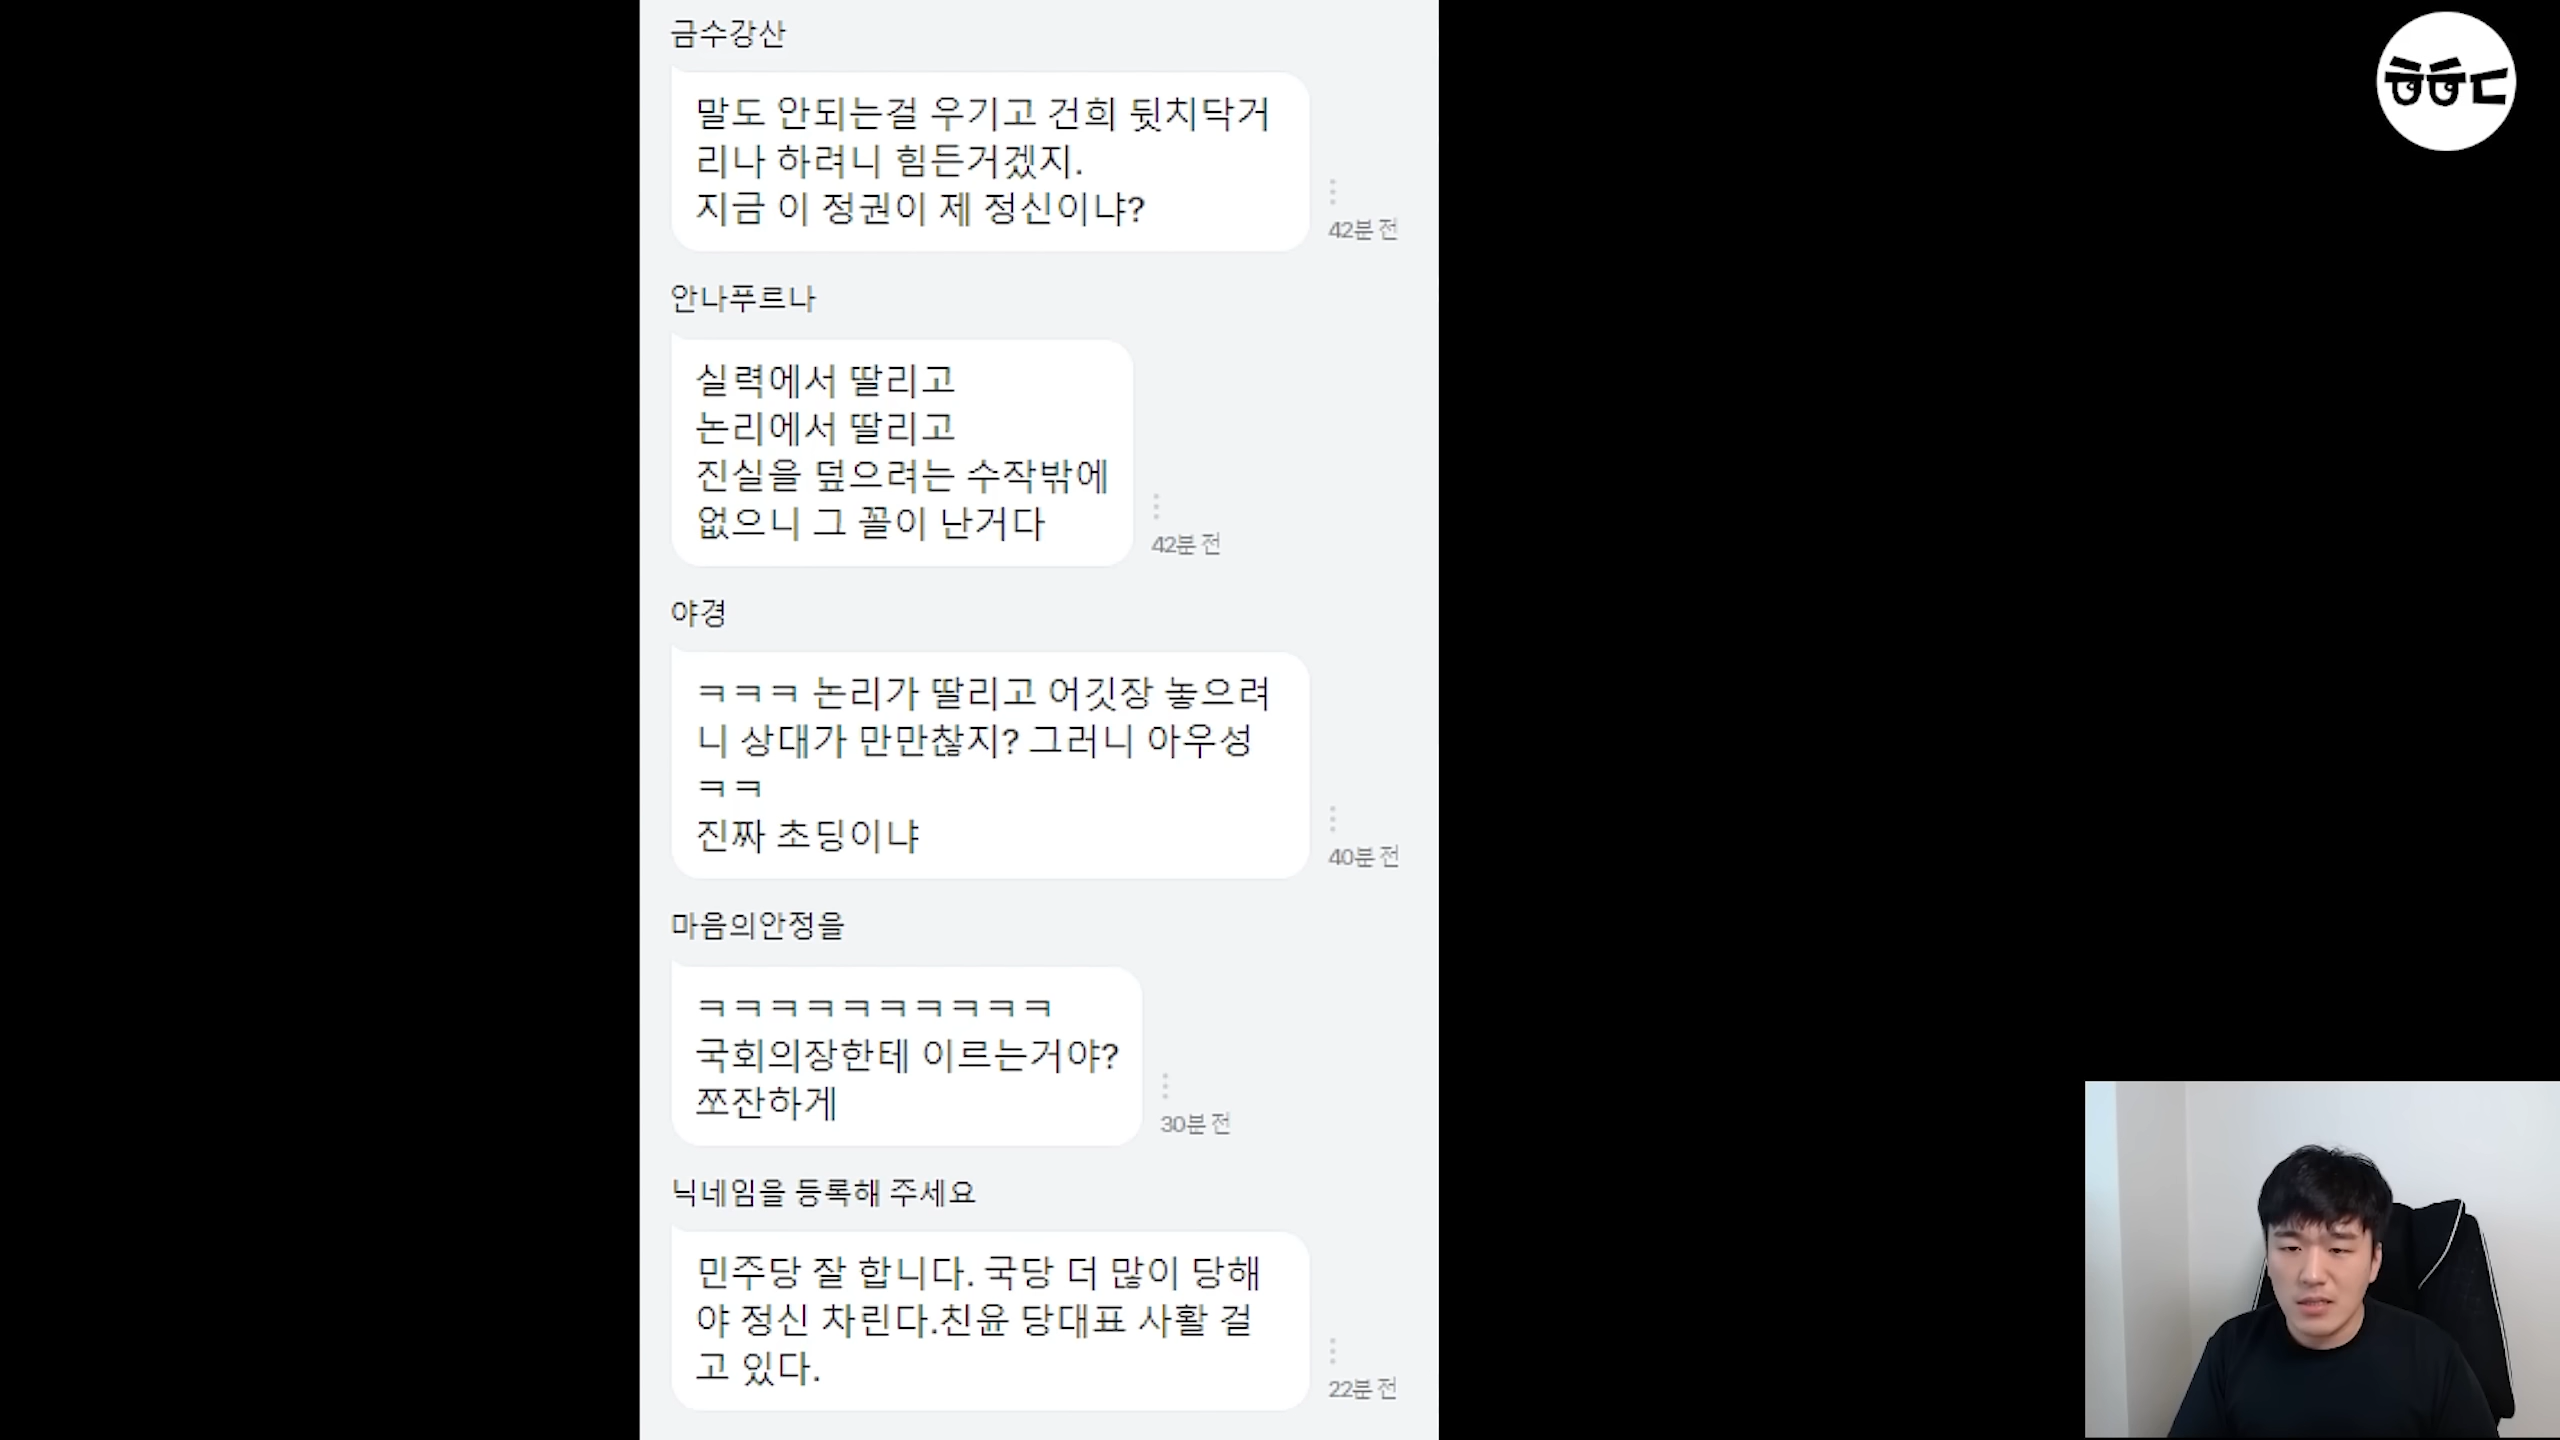 금수강산
말도 안되는걸 우기고 건희 뒷치닥거
리나 하려니 힘든거겠지.
지금 이 정권이 제 정신이냐?
42분 전
안나푸르나
실력에서 딸리고
논리에서 딸리고
진실을 덮으려는 수작밖에
없으니 그 꼴이 난거다
42분 전
야경
ㅋㅋㅋ 논리가 딸리고 어깃장 놓으려
니 상대가 만만찮지? 그러니 아우성
ㅋㅋ
진짜 초딩이냐
40분 전
마음의안정을
ㅋㅋㅋㅋㅋㅋㅋㅋㅋㅋ
국회의장한테 이르는거야?
쪼잔하게
30분 전
닉네임을 등록해 주세요
민주당 잘 합니다. 국당 더 많이 당해
야 정신 차린다.친윤 당대표 사활 걸
고 있다.
22분 전
ㅎㅎㄷ